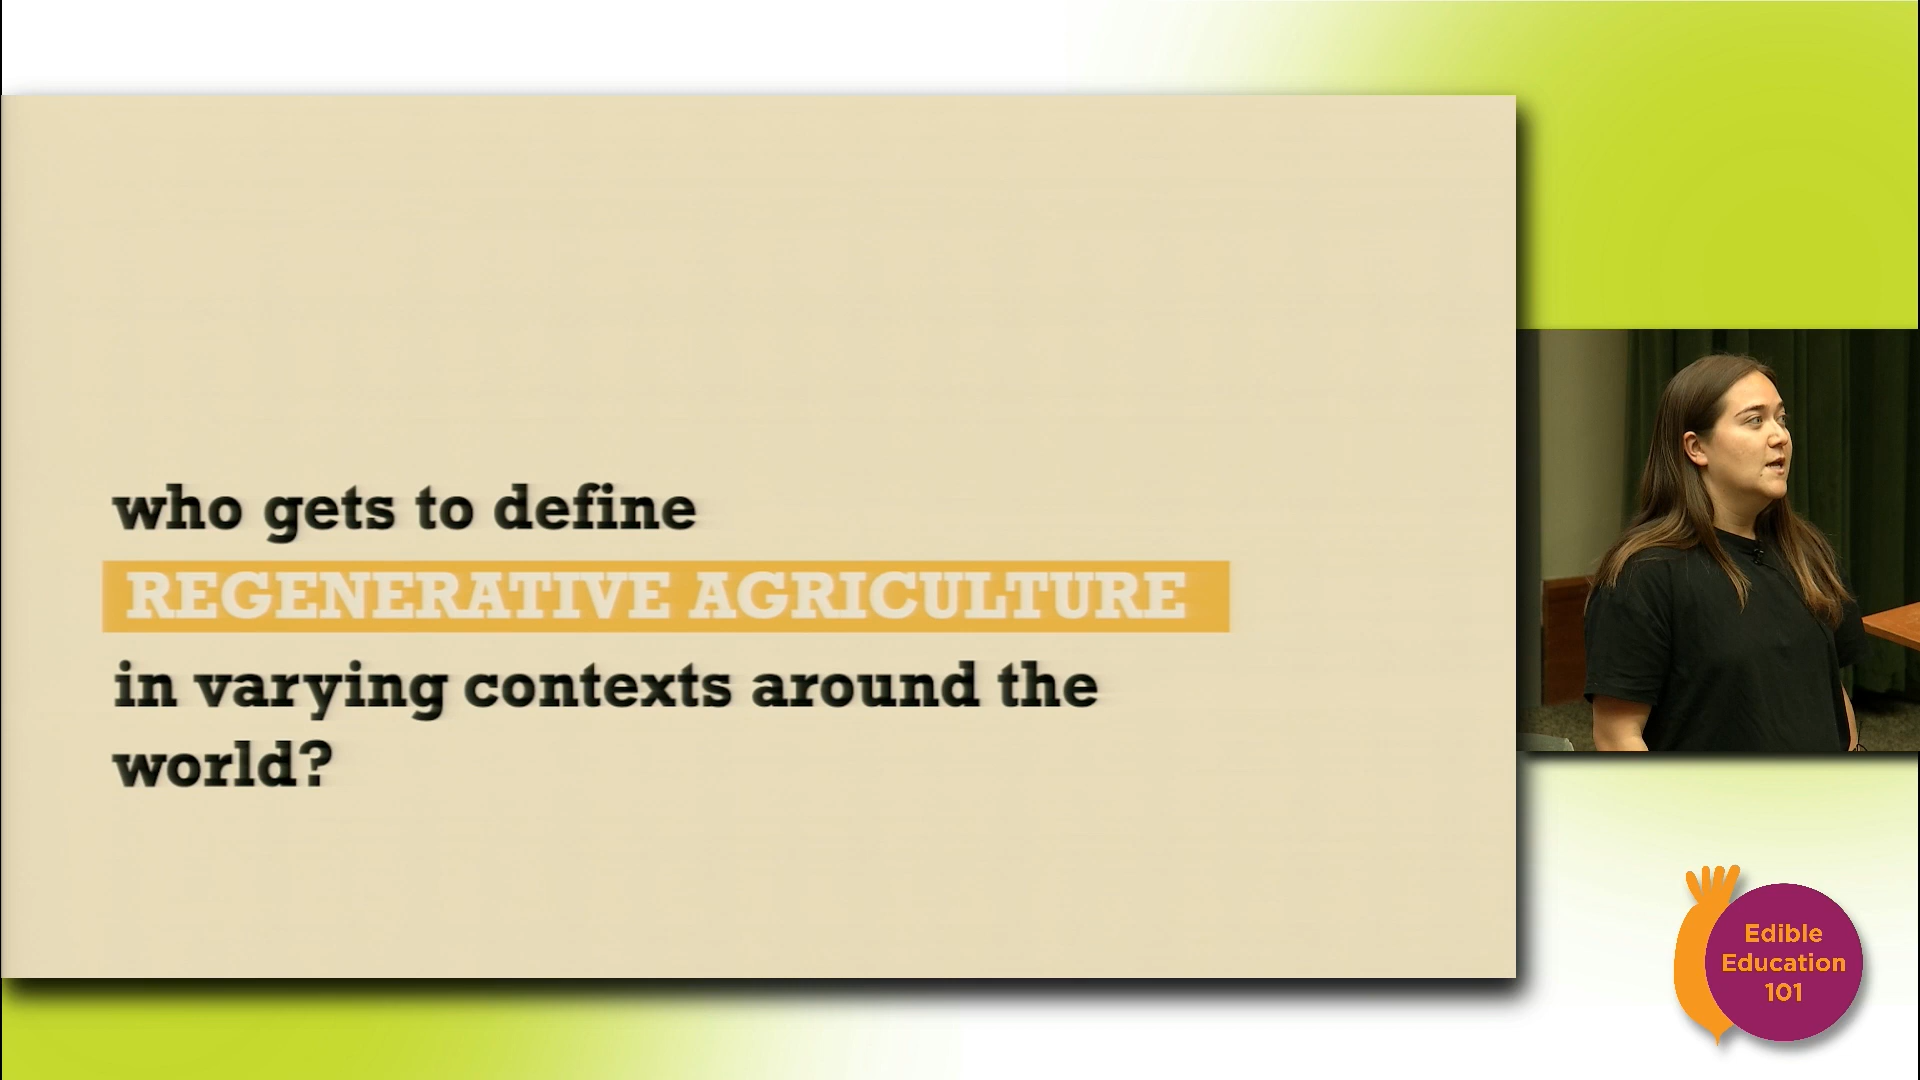 who gets to define
REGENERATIVE AGRICULTURE
in varying contexts around the
world?
Edible
Education
101